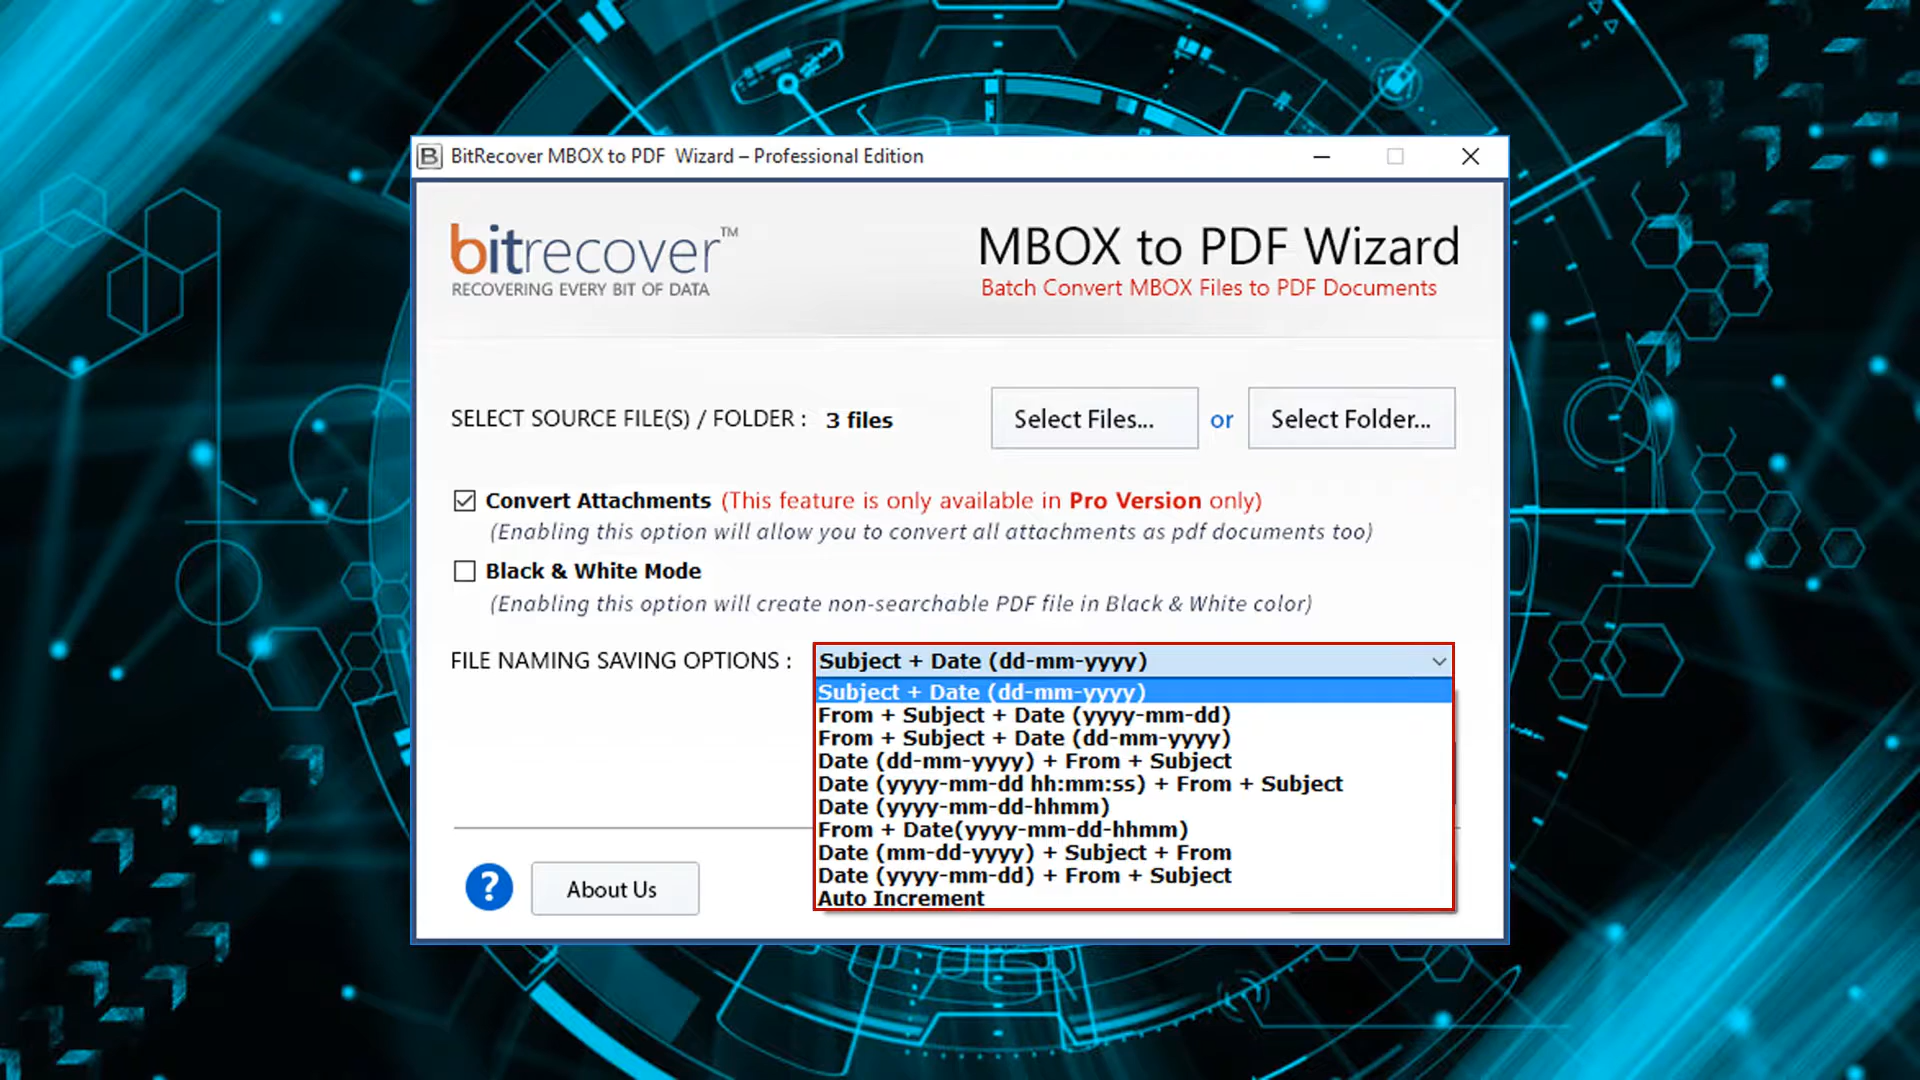 BitRecover MBOX to PDF  Wizard – Professional Edition
bitrecover™
RECOVERING EVERY BIT OF DATA
MBOX to PDF Wizard
Batch Convert MBOX Files to PDF Documents
SELECT SOURCE FILE(S) / FOLDER : 3 files Select Files... or Select Folder...
Convert Attachments (This feature is only available in Pro Version only)
(Enabling this option will allow you to convert all attachments as pdf documents too)
Black & White Mode
(Enabling this option will create non-searchable PDF file in Black & White color)
FILE NAMING SAVING OPTIONS : Subject + Date (dd-mm-yyyy)
Subject + Date (dd-mm-yyyy)
From + Subject + Date (yyyy-mm-dd)
From + Subject + Date (dd-mm-yyyy)
Date (dd-mm-yyyy) + From + Subject
Date (yyyy-mm-dd hh:mm:ss) + From + Subject
Date (yyyy-mm-dd-hhmm)
From + Date(yyyy-mm-dd-hhmm)
Date (mm-dd-yyyy) + Subject + From
Date (yyyy-mm-dd) + From + Subject
Auto Increment
? About Us